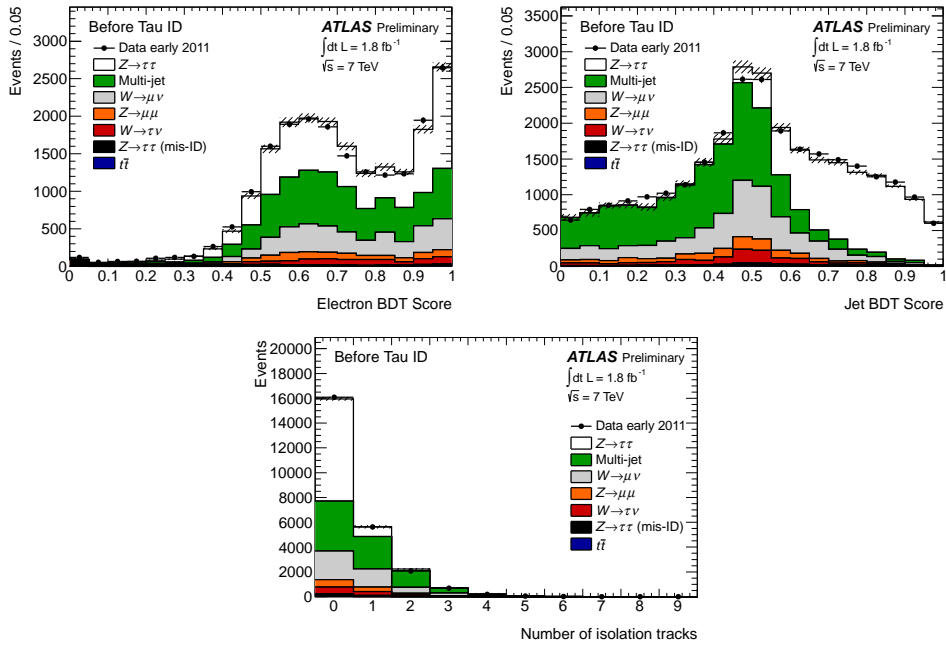 Events / 0.05
Before Tau ID
ATLAS Preliminary
∫dt L = 1.8 fb⁻¹
√s = 7 TeV
Data early 2011
Z→ττ
Multi-jet
W→μν
Z→μμ
W→τν
Z→ττ (mis-ID)
tt̄
3000
2500
2000
1500
1000
500
0
0 0.1 0.2 0.3 0.4 0.5 0.6 0.7 0.8 0.9 1
Electron BDT Score
Events / 0.05
Before Tau ID
ATLAS Preliminary
∫dt L = 1.8 fb⁻¹
√s = 7 TeV
Data early 2011
Z→ττ
Multi-jet
W→μν
Z→μμ
W→τν
Z→ττ (mis-ID)
tt̄
3500
3000
2500
2000
1500
1000
500
0
0 0.1 0.2 0.3 0.4 0.5 0.6 0.7 0.8 0.9 1
Jet BDT Score
Events
Before Tau ID
ATLAS Preliminary
∫dt L = 1.8 fb⁻¹
√s = 7 TeV
Data early 2011
Z→ττ
Multi-jet
W→μν
Z→μμ
W→τν
Z→ττ (mis-ID)
tt̄
20000
18000
16000
14000
12000
10000
8000
6000
4000
2000
0
0 1 2 3 4 5 6 7 8 9
Number of isolation tracks